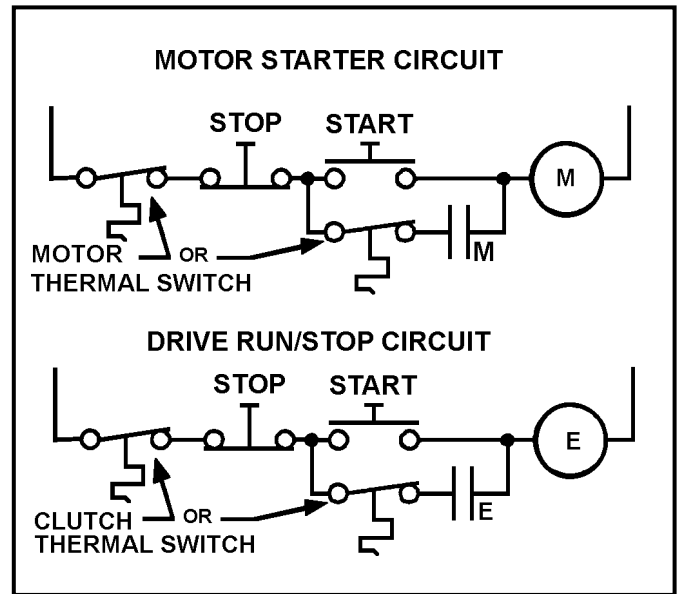 MOTOR STARTER CIRCUIT
STOP START
M
MOTOR OR
THERMAL SWITCH
M
DRIVE RUN/STOP CIRCUIT
STOP START
E
CLUTCH OR
THERMAL SWITCH
E